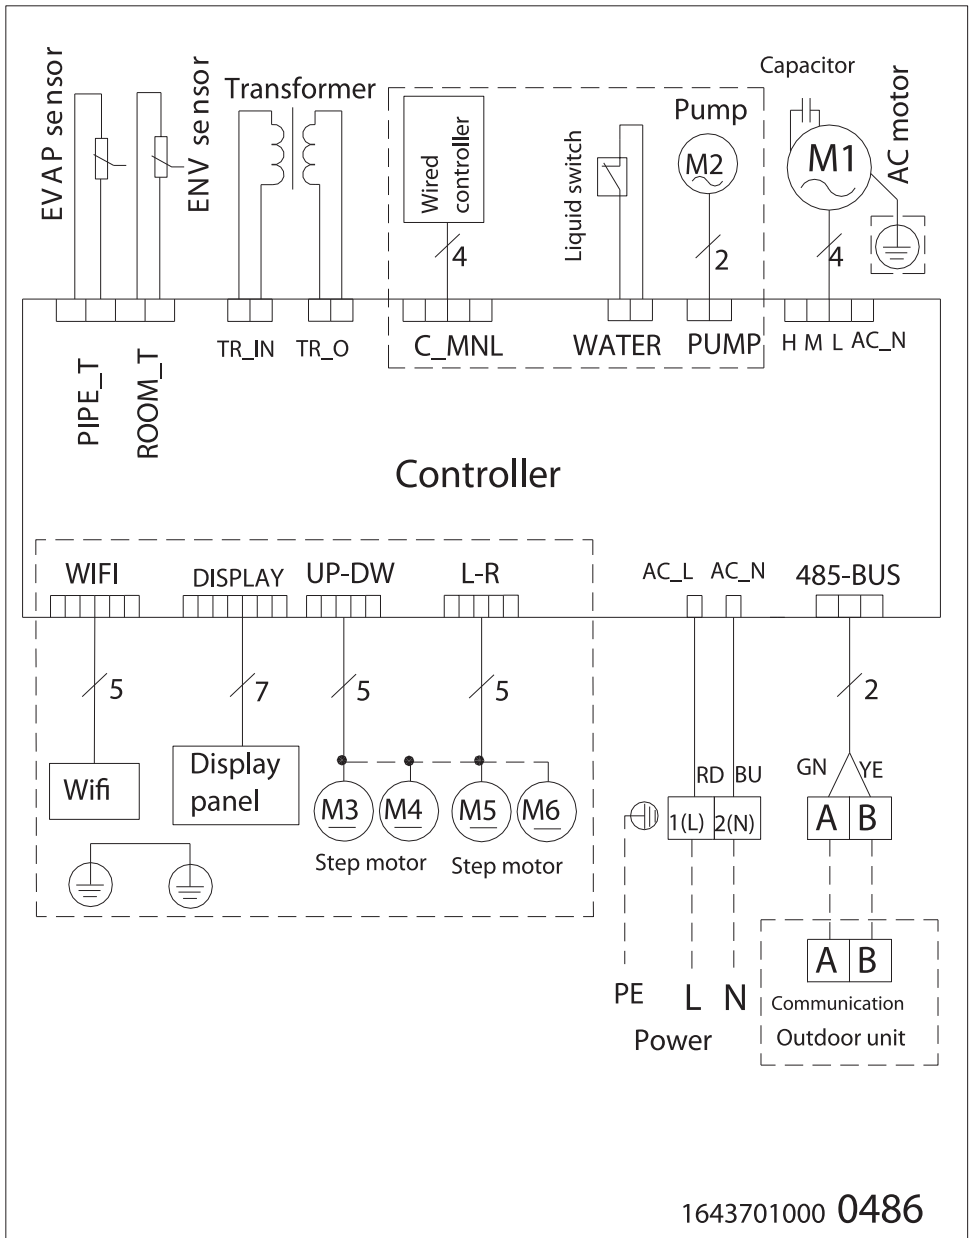 EVAP sensor
ENV sensor
Transformer
Wired
controller
4
Liquid switch
Pump
M2
2
Capacitor
M1
AC motor
4
PIPE_T
ROOM_T
TR_IN
TR_O
C_MNL
WATER
PUMP
H M L AC_N
Controller
WIFI
DISPLAY
UP-DW
L-R
AC_L
AC_N
485-BUS
5
7
5
5
2
Wifi
Display
panel
M3
M4
M5
M6
Step motor
Step motor
RD
BU
1(L)
2(N)
GN
YE
A B
A B
Communication
Outdoor unit
PE
L
N
Power
1643701000 0486